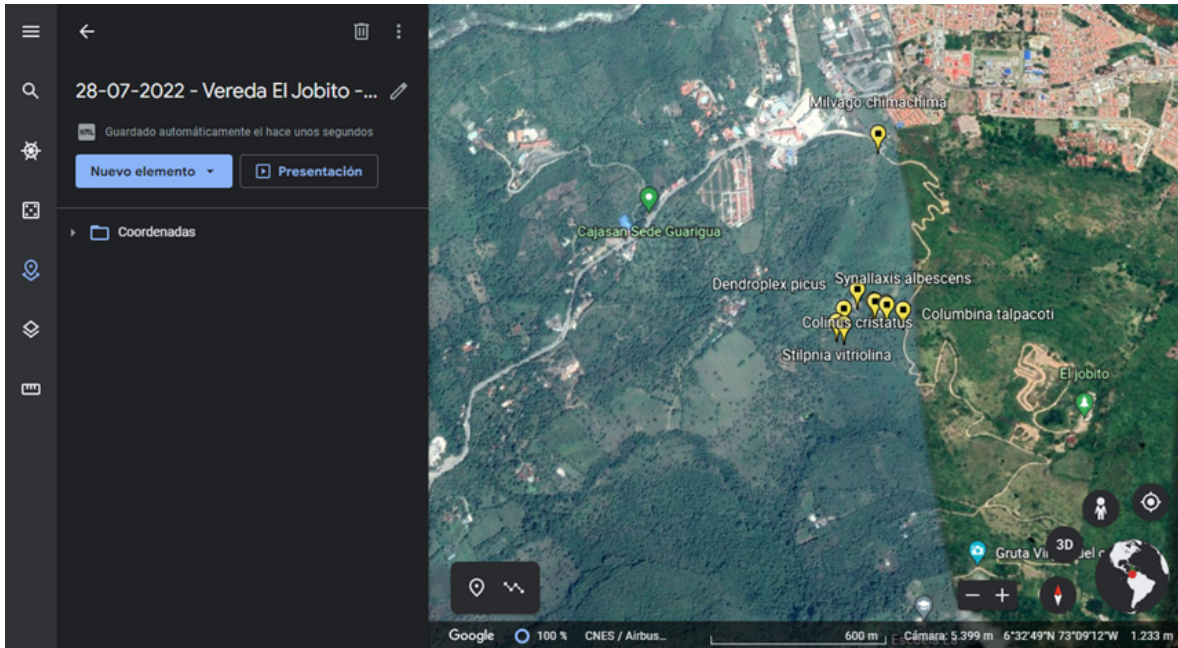 28-07-2022 - Vereda El Jobito -...
KML
Guardado automáticamente el hace unos segundos
Nuevo elemento
Presentación
Coordenadas
Milvago chimachima
Cajasan Sede Guarigua
Dendroplex picus
Synallaxis albescens
Colinus cristatus
Columbina talpacoti
Stilpnia vitriolina
El jobito
Gruta
3D
Google
100 %
CNES / Airbus...
600 m
Cámara: 5.399 m
6°32'49"N 73°09'12"W
1.233 m